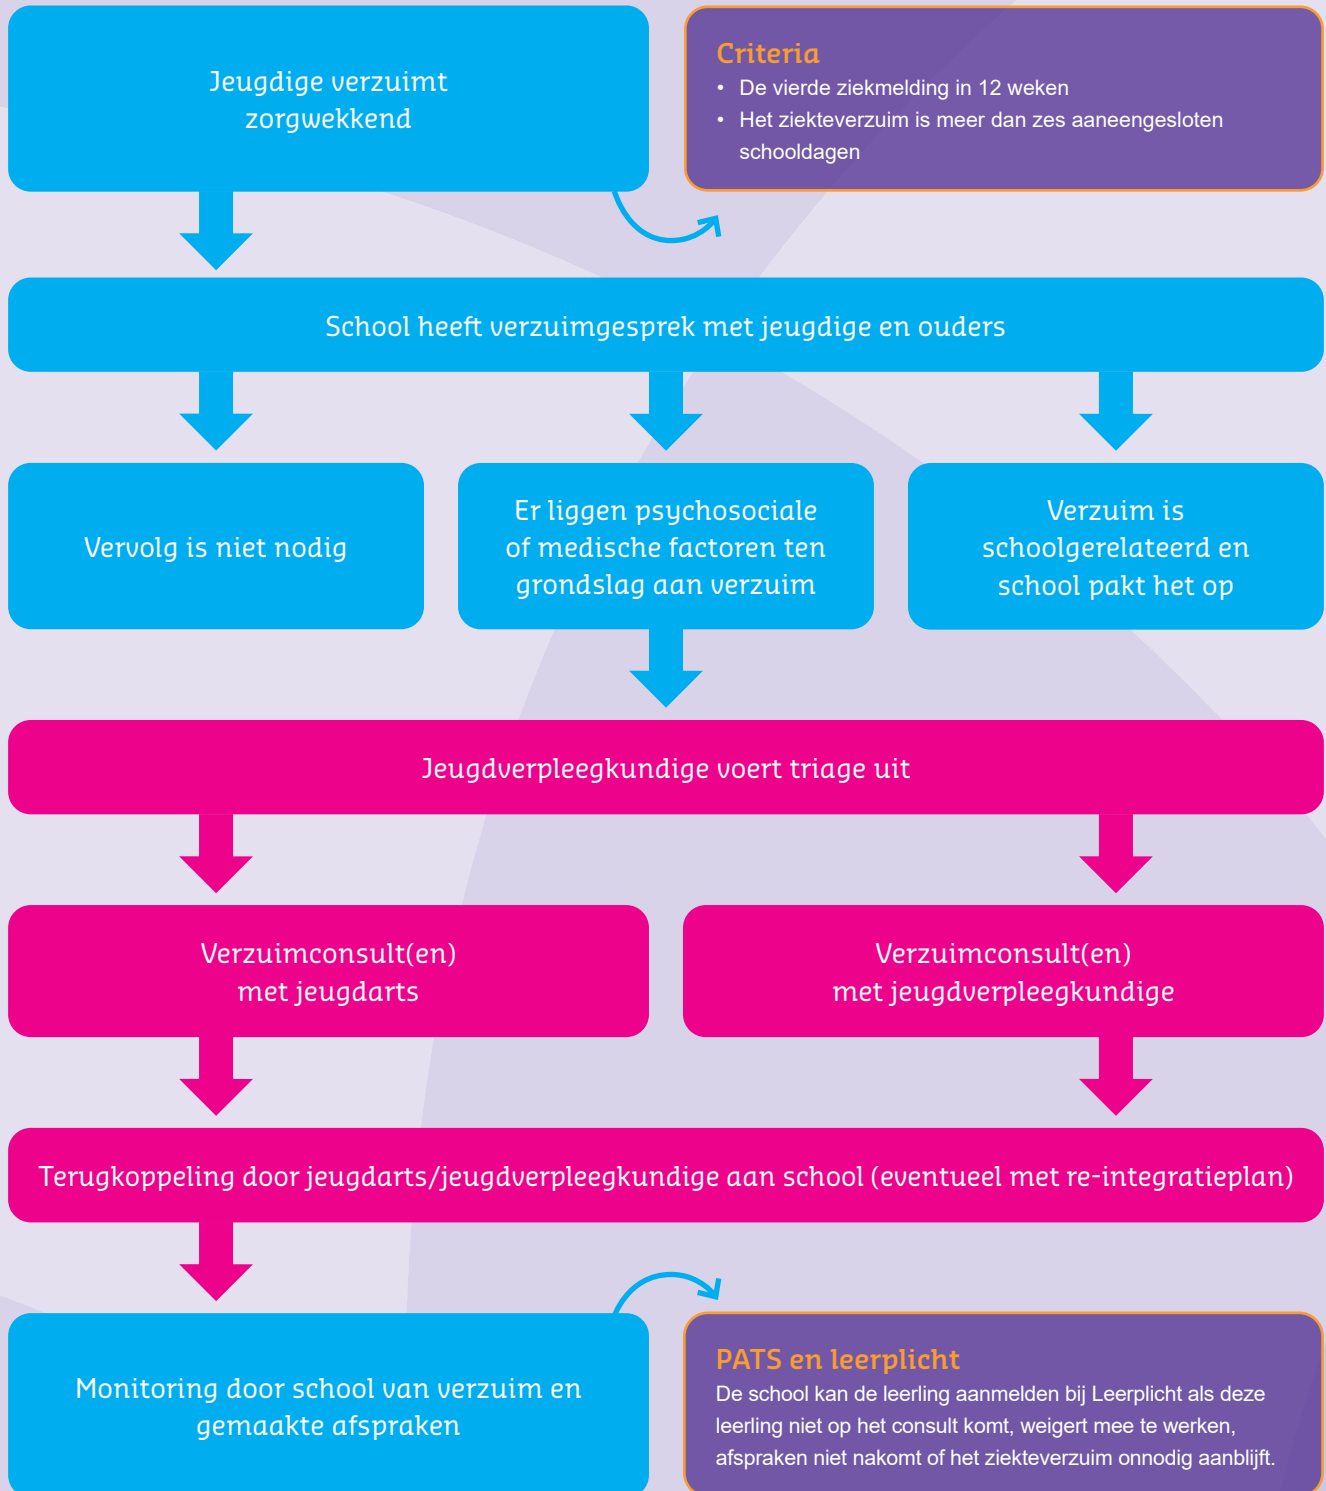 Jeugdige verzuimt
zorgwekkend
Criteria
• De vierde ziekmelding in 12 weken
• Het ziekteverzuim is meer dan zes aaneengesloten
schooldagen
School heeft verzuimgesprek met jeugdige en ouders
Vervolg is niet nodig
Er liggen psychosociale
of medische factoren ten
grondslag aan verzuim
Verzuim is
schoolgerelateerd en
school pakt het op
Jeugdverpleegkundige voert triage uit
Verzuimconsult(en)
met jeugdarts
Verzuimconsult(en)
met jeugdverpleegkundige
Terugkoppeling door jeugdarts/jeugdverpleegkundige aan school (eventueel met re-integratieplan)
Monitoring door school van verzuim en
gemaakte afspraken
PATS en leerplicht
De school kan de leerling aanmelden bij Leerplicht als deze
leerling niet op het consult komt, weigert mee te werken,
afspraken niet nakomt of het ziekteverzuim onnodig aanblijft.